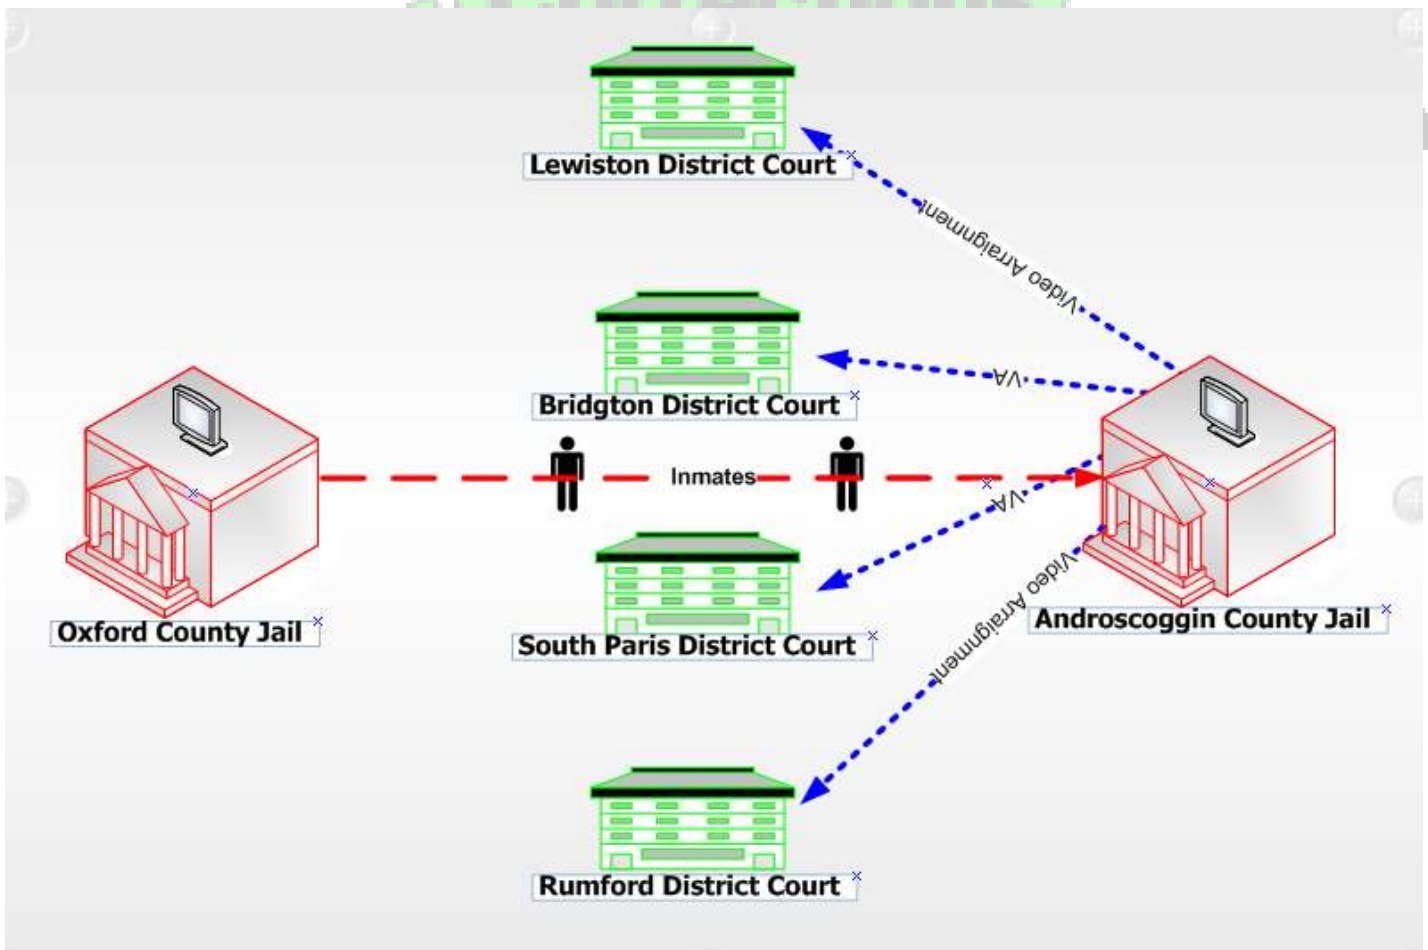 Lewiston District Court
Video Arraignment
Bridgton District Court
VA
Inmates
VA
South Paris District Court
Oxford County Jail
Androscoggin County Jail
Video Arraignment
Rumford District Court